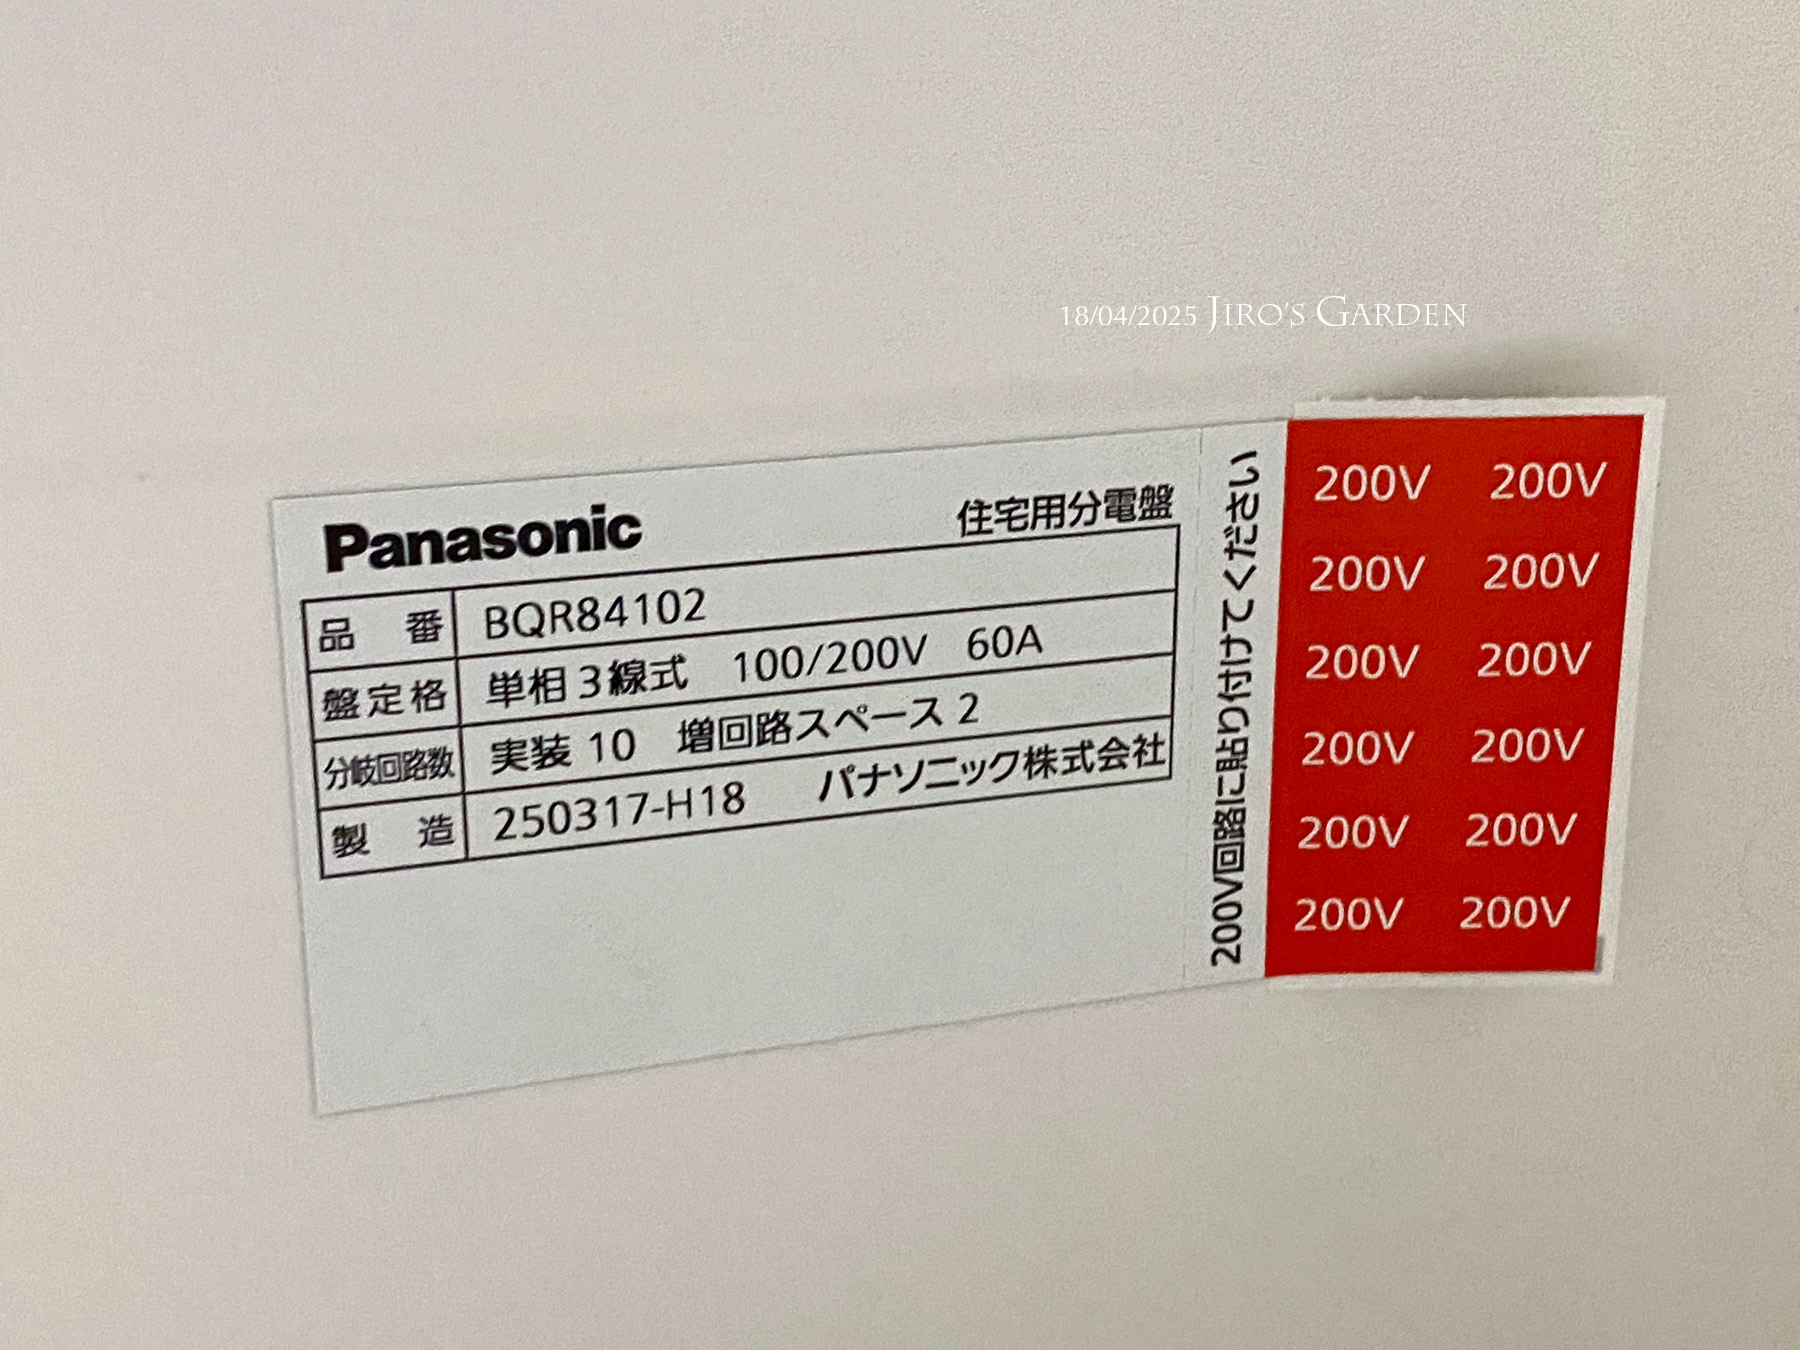 18/04/2025 JIRO'S GARDEN
Panasonic 住宅用分電盤
品 番 BQR84102
盤定格 単相3線式 100/200V 60A
分岐回路数 実装 10 増回路スペース 2
製 造 250317-H18 パナソニック株式会社
200V回路に貼り付けてください
200V 200V
200V 200V
200V 200V
200V 200V
200V 200V
200V 200V